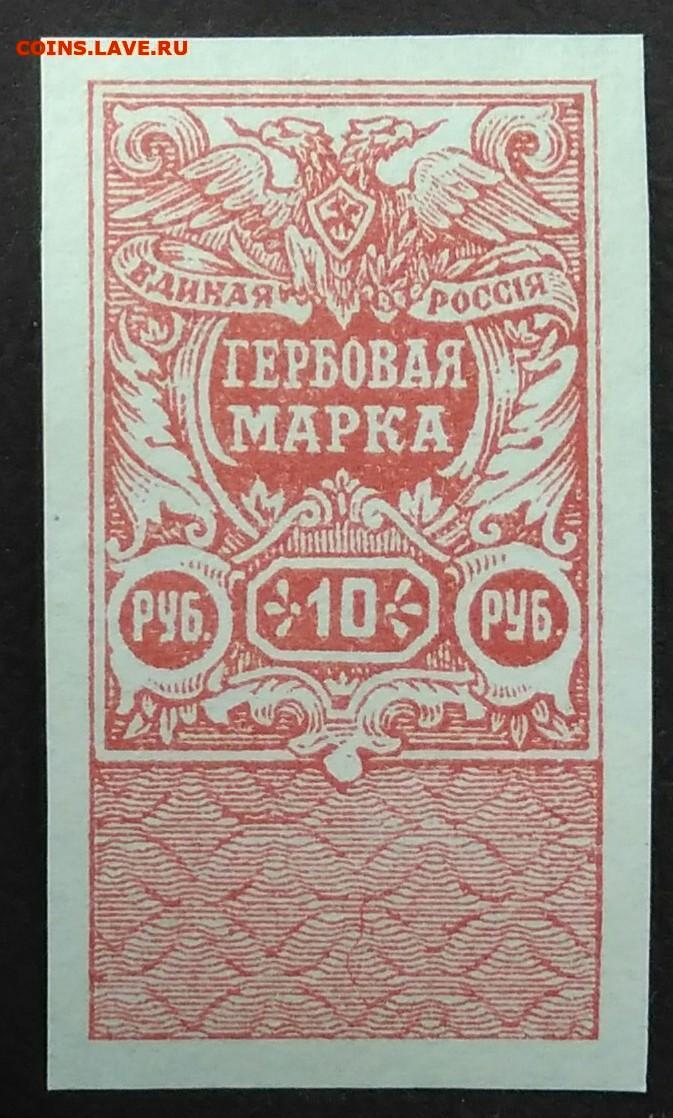 COINS.LAVE.RU
ЕДИНАЯ РОССІЯ
ГЕРБОВАЯ
МАРКА
РУБ. 10 РУБ.